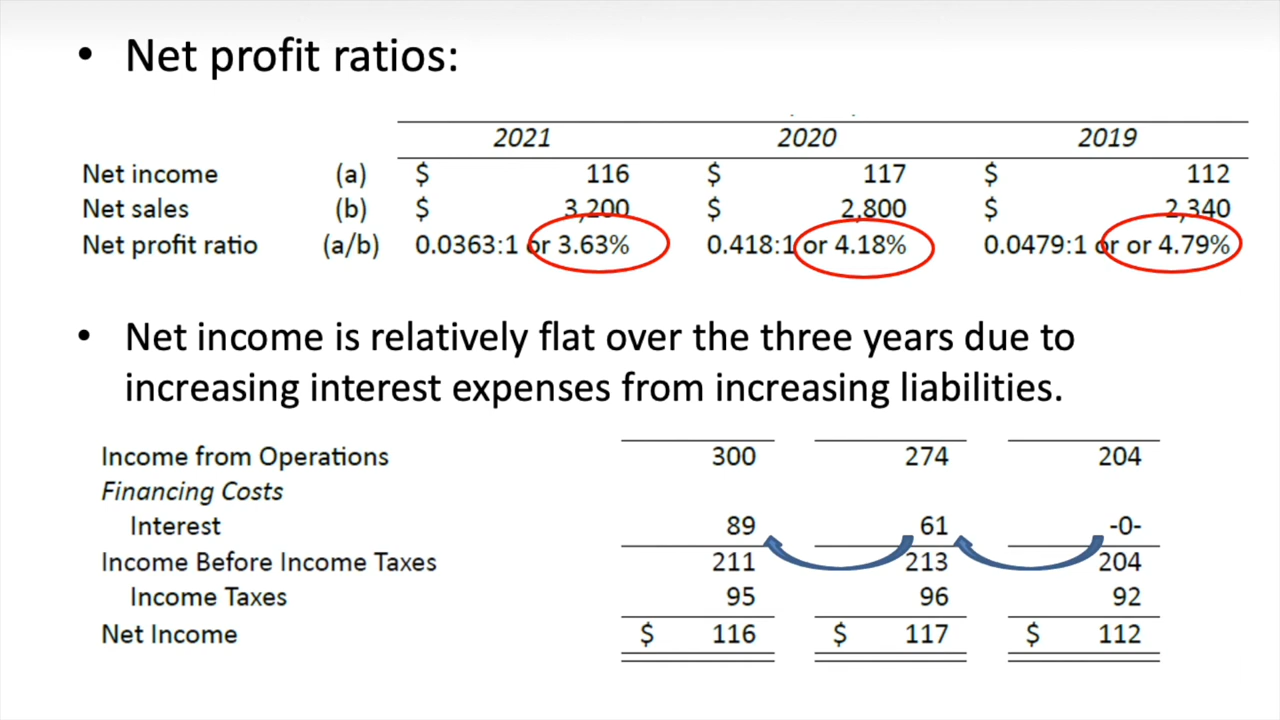 • Net profit ratios:
2021 2020 2019
Net income (a) $ 116 $ 117 $ 112
Net sales (b) $ 3,200 $ 2,800 $ 2,340
Net profit ratio (a/b) 0.0363:1 or 3.63% 0.418:1 or 4.18% 0.0479:1 or or 4.79%
• Net income is relatively flat over the three years due to
increasing interest expenses from increasing liabilities.
Income from Operations 300 274 204
Financing Costs
Interest 89 61 -0-
Income Before Income Taxes 211 213 204
Income Taxes 95 96 92
Net Income $ 116 $ 117 $ 112